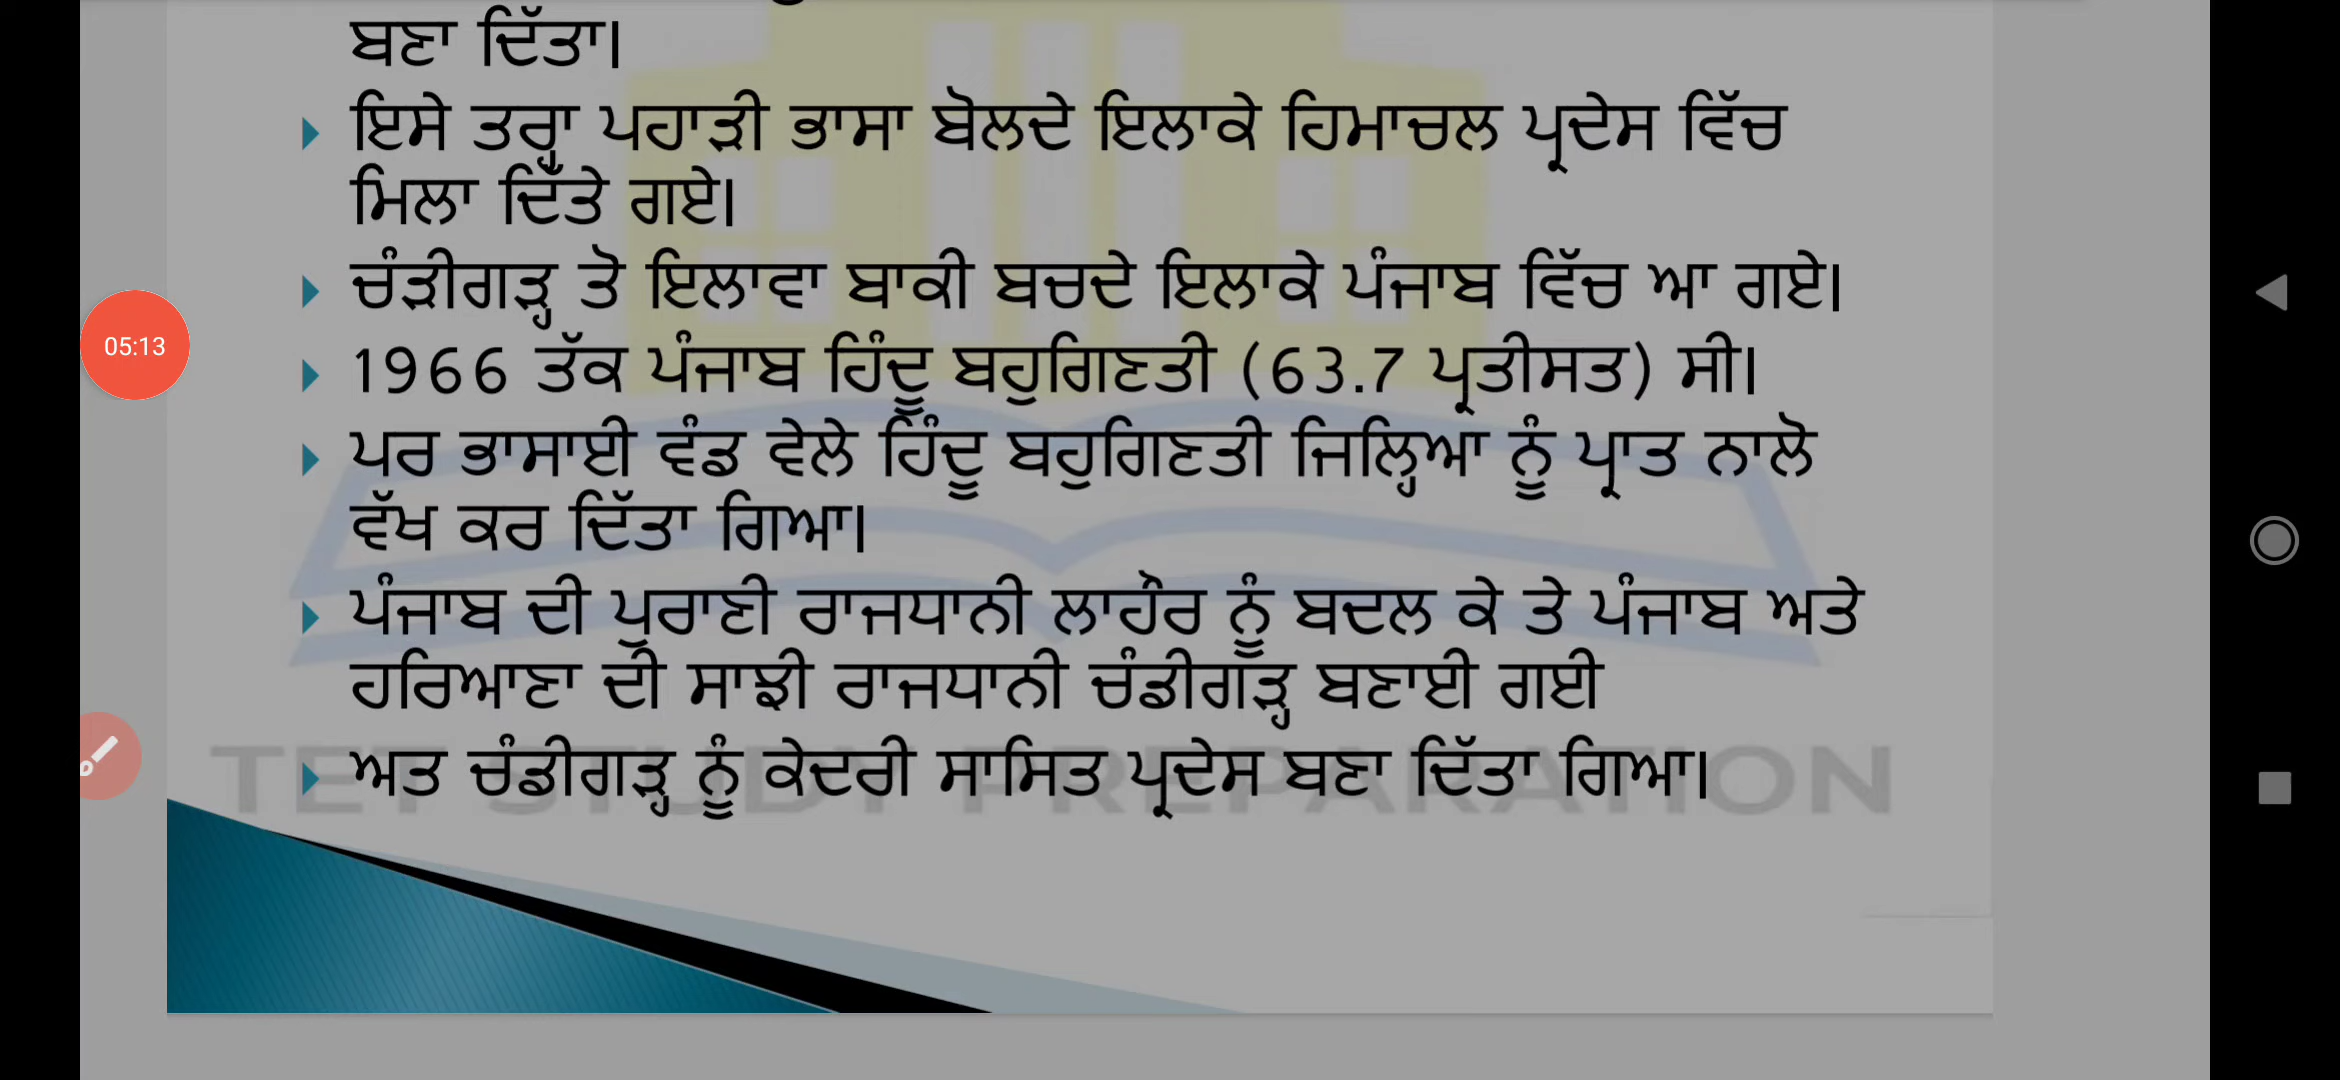 ਬਣਾ ਦਿੱਤਾ।
ਇਸੇ ਤਰ੍ਹਾ ਪਹਾੜੀ ਭਾਸਾ ਬੋਲਦੇ ਇਲਾਕੇ ਹਿਮਾਚਲ ਪ੍ਰਦੇਸ ਵਿੱਚ
ਮਿਲਾ ਦਿੱਤੇ ਗਏ।
ਚੰੜੀਗੜ੍ਹ ਤੋ ਇਲਾਵਾ ਬਾਕੀ ਬਚਦੇ ਇਲਾਕੇ ਪੰਜਾਬ ਵਿੱਚ ਆ ਗਏ।
1966 ਤੱਕ ਪੰਜਾਬ ਹਿੰਦੂ ਬਹੁਗਿਣਤੀ (63.7 ਪ੍ਰਤੀਸਤ) ਸੀ।
05:13
ਪਰ ਭਾਸਾਈ ਵੰਡ ਵੇਲੇ ਹਿੰਦੂ ਬਹੁਗਿਣਤੀ ਜਿਲ੍ਹਿਆ ਨੂੰ ਪ੍ਰਾਤ ਨਾਲੋ
ਵੱਖ ਕਰ ਦਿੱਤਾ ਗਿਆ।
ਪੰਜਾਬ ਦੀ ਪੁਰਾਣੀ ਰਾਜਧਾਨੀ ਲਾਹੌਰ ਨੂੰ ਬਦਲ ਕੇ ਤੇ ਪੰਜਾਬ ਅਤੇ
ਹਰਿਆਣਾ ਦੀ ਸਾਝੀ ਰਾਜਧਾਨੀ ਚੰਡੀਗੜ੍ਹ ਬਣਾਈ ਗਈ
ਅਤ ਚੰਡੀਗੜ੍ਹ ਨੂੰ ਕੇਦਰੀ ਸਾਸਿਤ ਪ੍ਰਦੇਸ ਬਣਾ ਦਿੱਤਾ ਗਿਆ।
TET STUDY PREPARATION